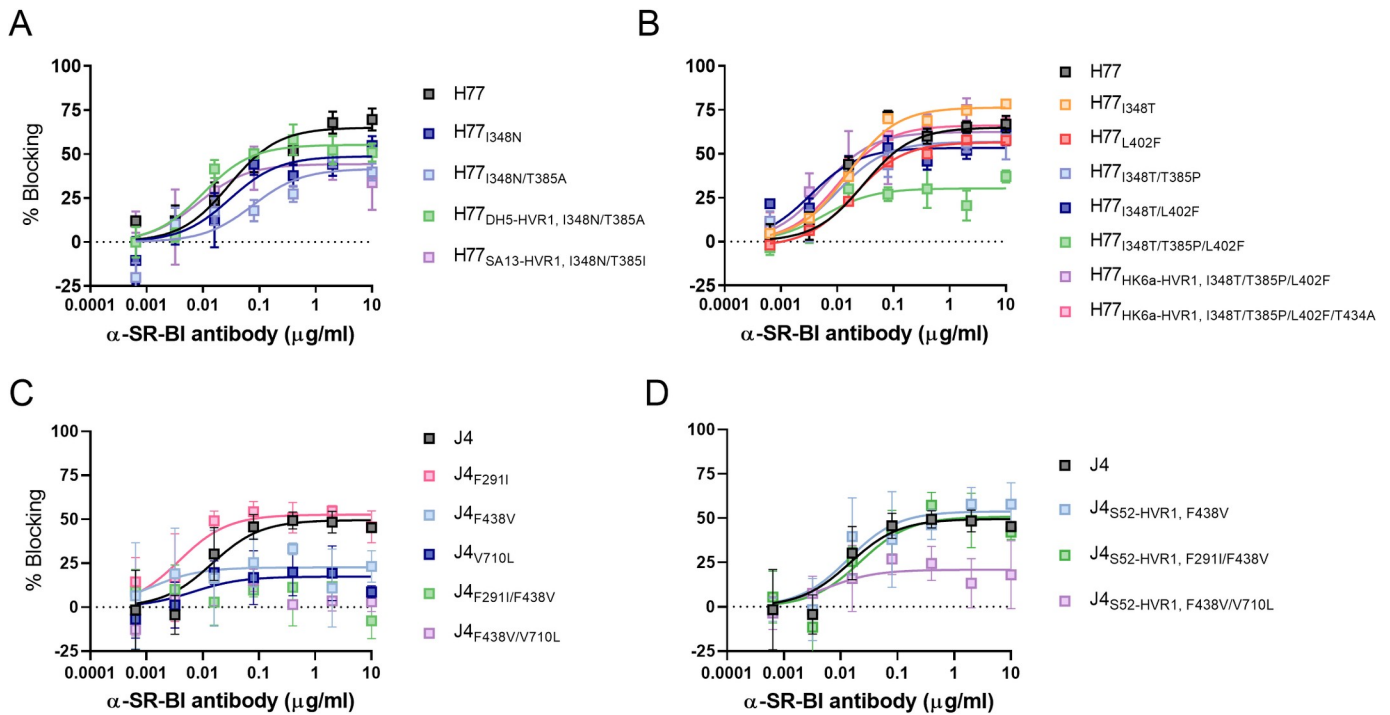 A
% Blocking
100
75
50
25
0
-25
0.0001 0.001 0.01 0.1 1 10
α-SR-BI antibody (μg/ml)
H77
H77I348N
H77I348N/T385A
H77DH5-HVR1, I348N/T385A
H77SA13-HVR1, I348N/T385I
B
% Blocking
100
75
50
25
0
-25
0.0001 0.001 0.01 0.1 1 10
α-SR-BI antibody (μg/ml)
H77
H77I348T
H77L402F
H77I348T/T385P
H77I348T/L402F
H77I348T/T385P/L402F
H77HK6a-HVR1, I348T/T385P/L402F
H77HK6a-HVR1, I348T/T385P/L402F/T434A
C
% Blocking
100
75
50
25
0
-25
0.0001 0.001 0.01 0.1 1 10
α-SR-BI antibody (μg/ml)
J4
J4F291I
J4F438V
J4V710L
J4F291I/F438V
J4F438V/V710L
D
% Blocking
100
75
50
25
0
-25
0.0001 0.001 0.01 0.1 1 10
α-SR-BI antibody (μg/ml)
J4
J4S52-HVR1, F438V
J4S52-HVR1, F291I/F438V
J4S52-HVR1, F438V/V710L